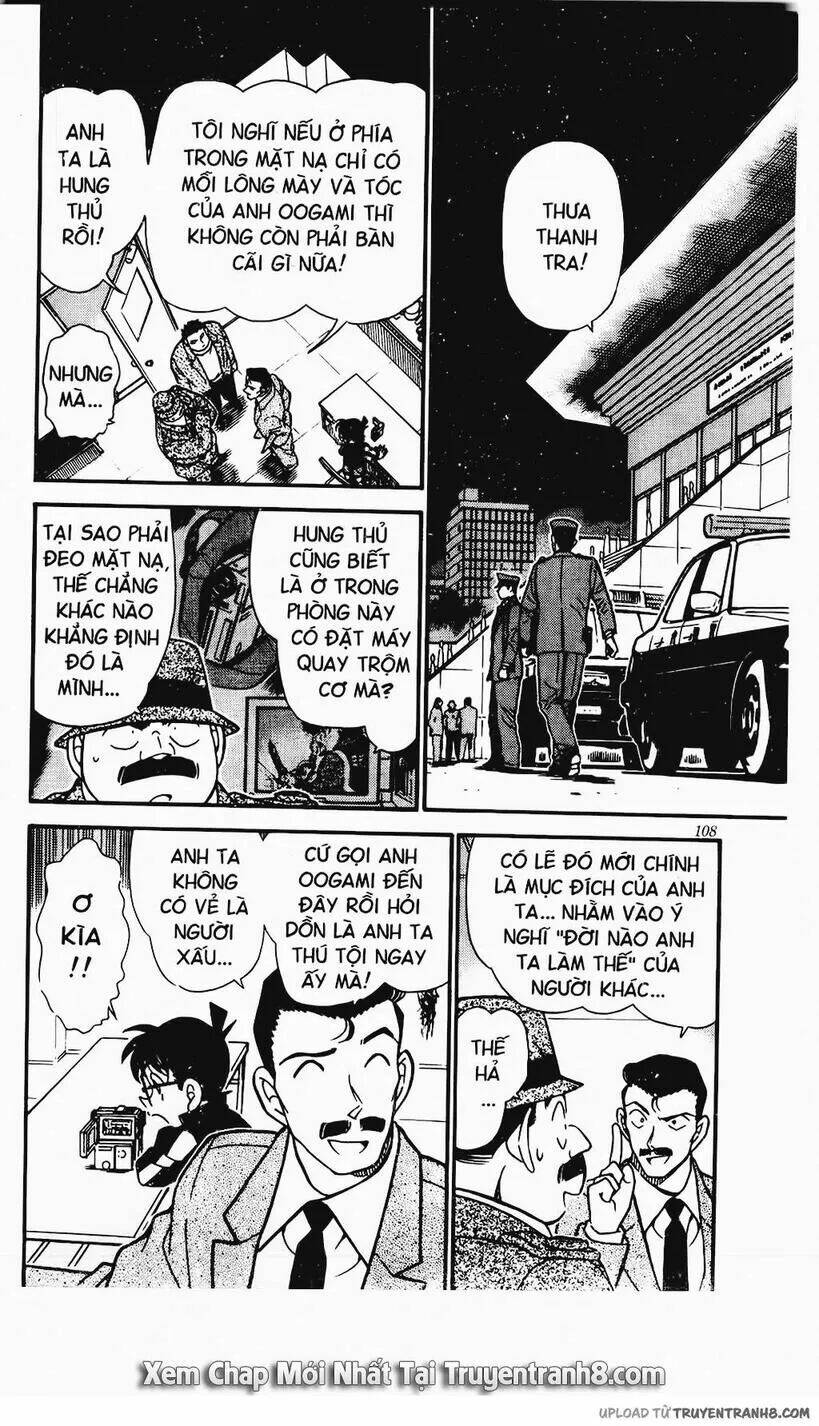 THƯA
THANH
TRA!
TÔI NGHĨ NẾU Ở PHÍA
TRONG MẶT NẠ CHỈ CÓ
MỒI LÔNG MÀY VÀ TÓC
CỦA ANH OOGAMI THÌ
KHÔNG CÒN PHẢI BÀN
CÃI GÌ NỮA!
ANH
TA LÀ
HUNG
THỦ
RỒI!
NHƯNG
MÀ...
HUNG THỦ
CŨNG BIẾT
LÀ Ở TRONG
PHÒNG NÀY
CÓ ĐẶT MÁY
QUAY TRỘM
CƠ MÀ?
TẠI SAO PHẢI
ĐEO MẶT NẠ,
THẾ CHẲNG
KHÁC NÀO
KHẲNG ĐỊNH
ĐÓ LÀ
MÌNH...
108
CÓ LẼ ĐÓ MỚI CHÍNH
LÀ MỤC ĐÍCH CỦA ANH
TA... NHẰM VÀO Ý
NGHĨ "ĐỜI NÀO ANH
TA LÀM THẾ" CỦA
NGƯỜI KHÁC...
THẾ
HẢ
...
CỨ GỌI ANH
OOGAMI ĐẾN
ĐÂY RỒI HỎI
DỒN LÀ ANH TA
THÚ TỘI NGAY
ẤY MÀ!
ANH TA
KHÔNG
CÓ VẺ LÀ
NGƯỜI
XẤU...
Ơ
KÌA
!!
Xem Chap Mới Nhất Tại Truyentranh8.com
UPLOAD TỪ TRUYENTRANH8.COM